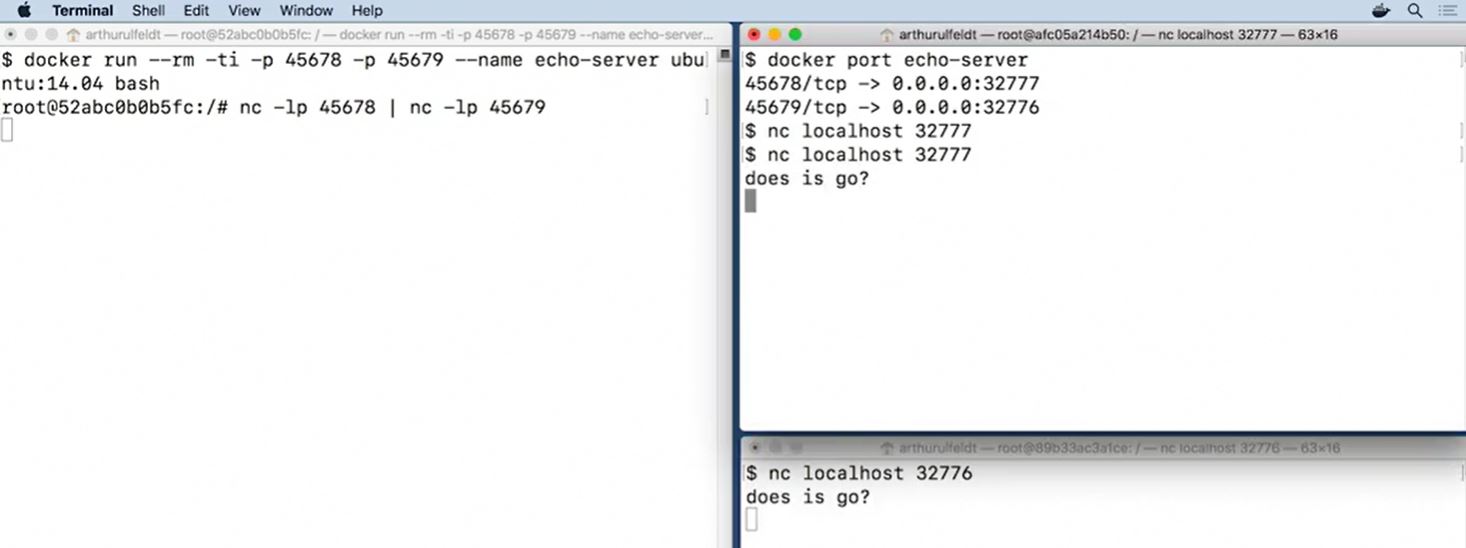 Terminal Shell Edit View Window Help
arthurulfeldt — root@52abc0b0b5fc: / — docker run --rm -ti -p 45678 -p 45679 --name echo-server...
$ docker run --rm -ti -p 45678 -p 45679 --name echo-server ubu
ntu:14.04 bash
root@52abc0b0b5fc:/# nc -lp 45678 | nc -lp 45679
arthurulfeldt — root@afc05a214b50: / — nc localhost 32777 — 63×16
$ docker port echo-server
45678/tcp -> 0.0.0.0:32777
45679/tcp -> 0.0.0.0:32776
$ nc localhost 32777
$ nc localhost 32777
does is go?
arthurulfeldt — root@89b33ac3a1ce: / — nc localhost 32776 — 63×16
$ nc localhost 32776
does is go?